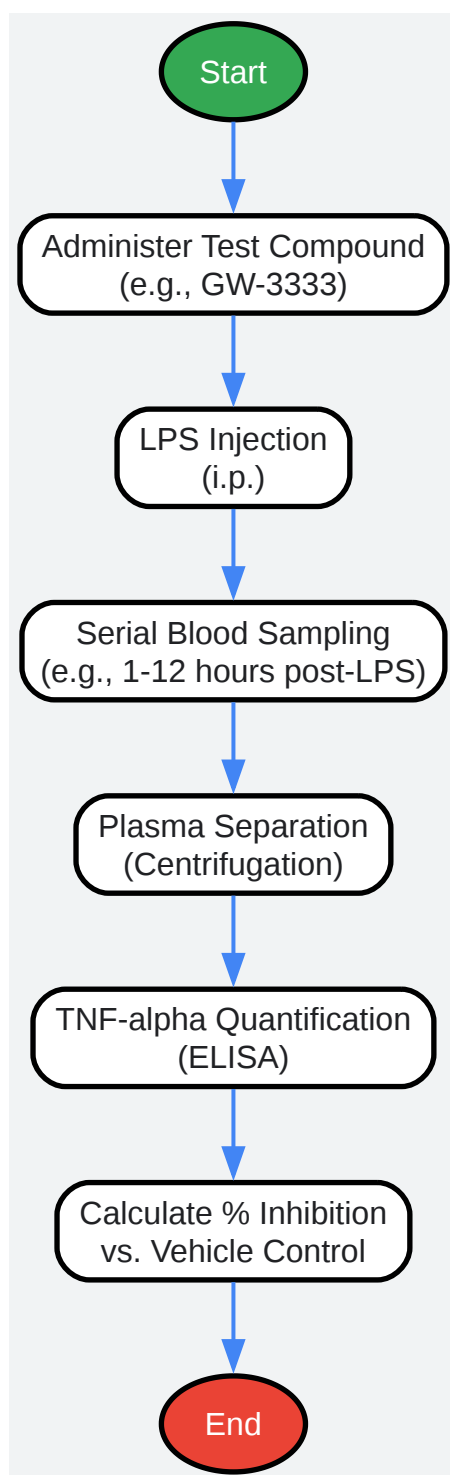 Start
Administer Test Compound
(e.g., GW-3333)
LPS Injection
(i.p.)
Serial Blood Sampling
(e.g., 1-12 hours post-LPS)
Plasma Separation
(Centrifugation)
TNF-alpha Quantification
(ELISA)
Calculate % Inhibition
vs. Vehicle Control
End